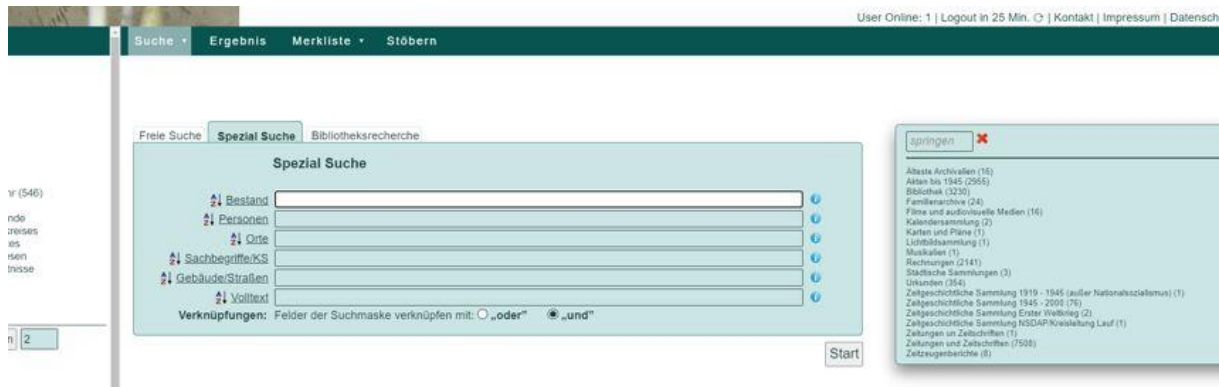 User Online: 1 | Logout in 25 Min. | Kontakt | Impressum | Datensch
Suche Ergebnis Merkliste Stöbern
Freie Suche Spezial Suche Bibliotheksrecherche
Spezial Suche
Bestand
Personen
Orte
Sachbegriffe/KS
Gebäude/Straßen
Volltext
Verknüpfungen: Felder der Suchmaske verknüpfen mit: „oder" „und"
Start
hr (546)
nde
kreises
tes
esen
tnisse
n 2
springen
Älteste Archivalien (16)
Akten bis 1945 (2955)
Bibliothek (3230)
Familienarchive (24)
Filme und audiovisuelle Medien (16)
Kalendersammlung (2)
Karten und Pläne (1)
Lichtbildsammlung (1)
Musikalien (1)
Rechnungen (2141)
Städtische Sammlungen (3)
Urkunden (354)
Zeitgeschichtliche Sammlung 1919 - 1945 (außer Nationalsozialismus) (1)
Zeitgeschichtliche Sammlung 1945 - 2000 (76)
Zeitgeschichtliche Sammlung Erster Weltkrieg (2)
Zeitgeschichtliche Sammlung NSDAP/Kreisleitung Lauf (1)
Zeitungen un Zeitschriften (1)
Zeitungen und Zeitschriften (7508)
Zeitzeugenberichte (8)